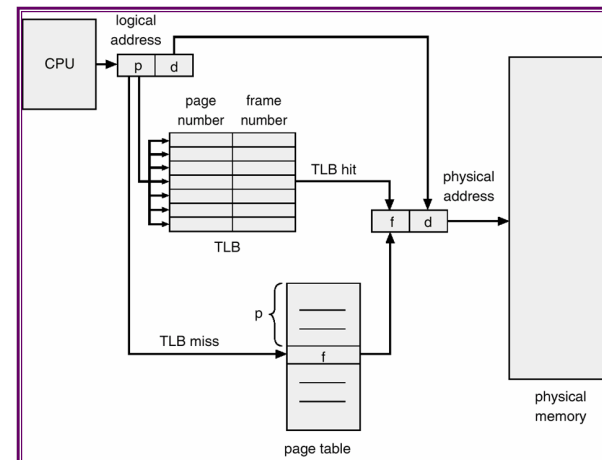 logical
address
CPU
p d
page
number
frame
number
TLB hit
physical
address
f d
TLB
p
TLB miss
f
page table
physical
memory